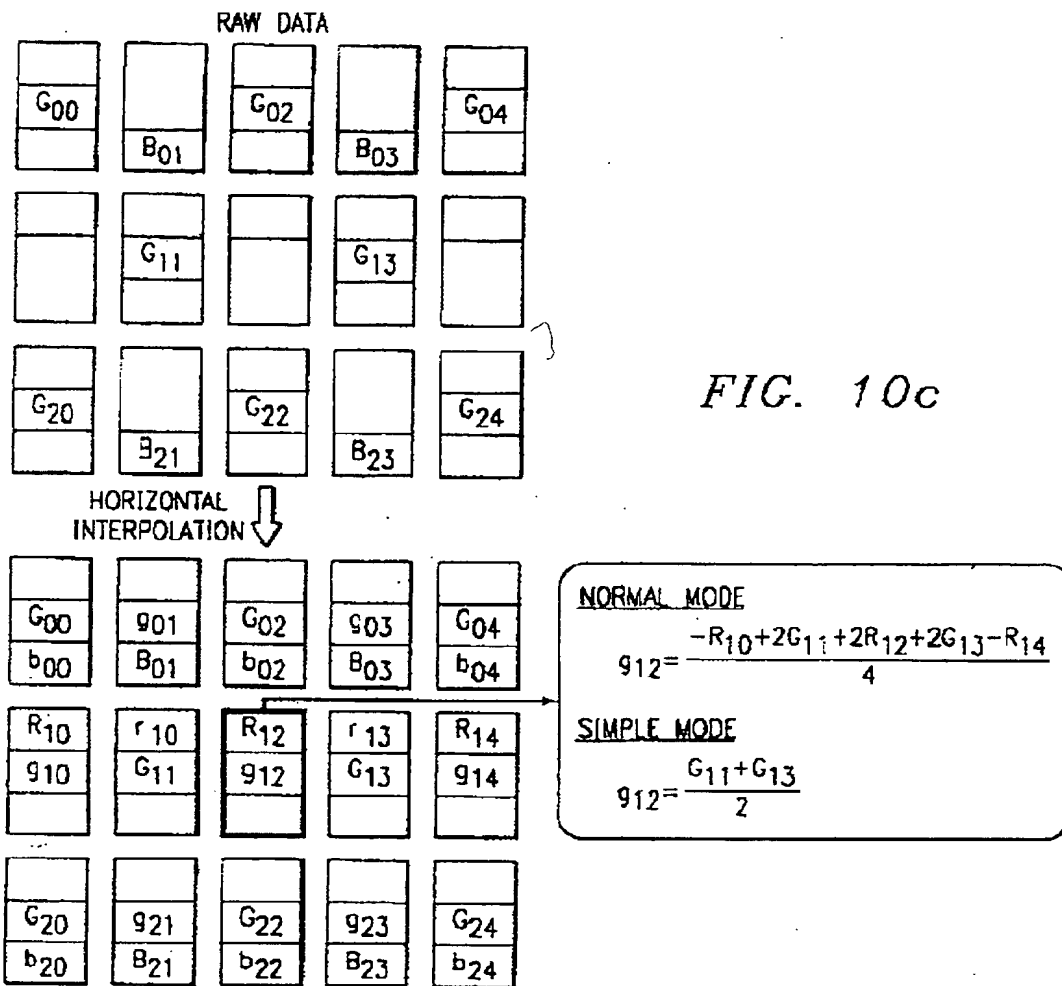 RAW DATA
G00 G02 G04
B01 B03
G11 G13
G20 G22 G24
B21 B23
FIG. 10c
HORIZONTAL
INTERPOLATION
G00 g01 G02 g03 G04
b00 B01 b02 B03 b04
R10 r10 R12 r13 R14
g10 G11 g12 G13 g14
G20 g21 G22 g23 G24
b20 B21 b22 B23 b24
NORMAL MODE
g12= -R10+2G11+2R12+2G13-R14
4
SIMPLE MODE
g12= G11+G13
2